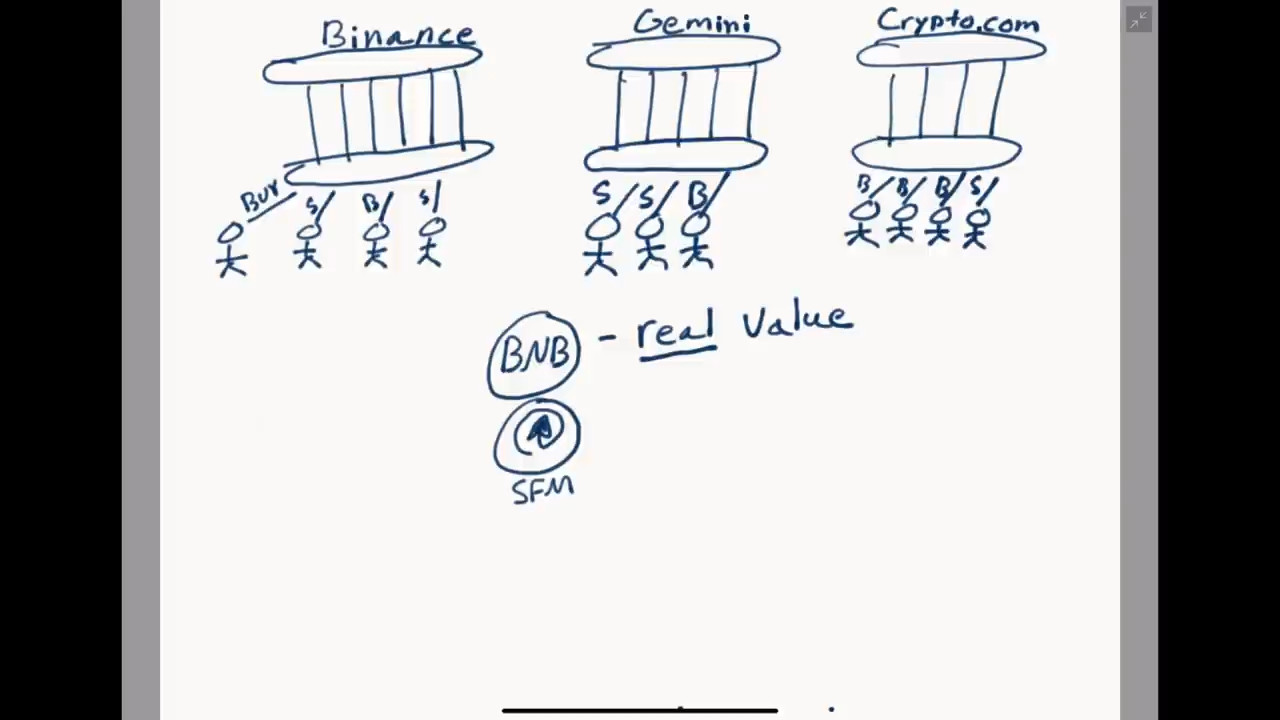 Binance
Gemini
Crypto.com
Buy
S
B
S
S
S
B
B
B
B
S
BNB - real value
SFM